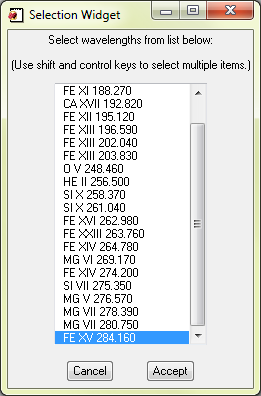 Selection Widget
Select wavelengths from list below:
(Use shift and control keys to select multiple items.)
FE XI 188.270
CA XVII 192.820
FE XII 195.120
FE XIII 196.590
FE XIII 202.040
FE XIII 203.830
O V 248.460
HE II 256.500
SI X 258.370
SI X 261.040
FE XVI 262.980
FE XXIII 263.760
FE XIV 264.780
MG VI 269.170
FE XIV 274.200
SI VII 275.350
MG V 276.570
MG VII 278.390
MG VII 280.750
FE XV 284.160
Cancel Accept